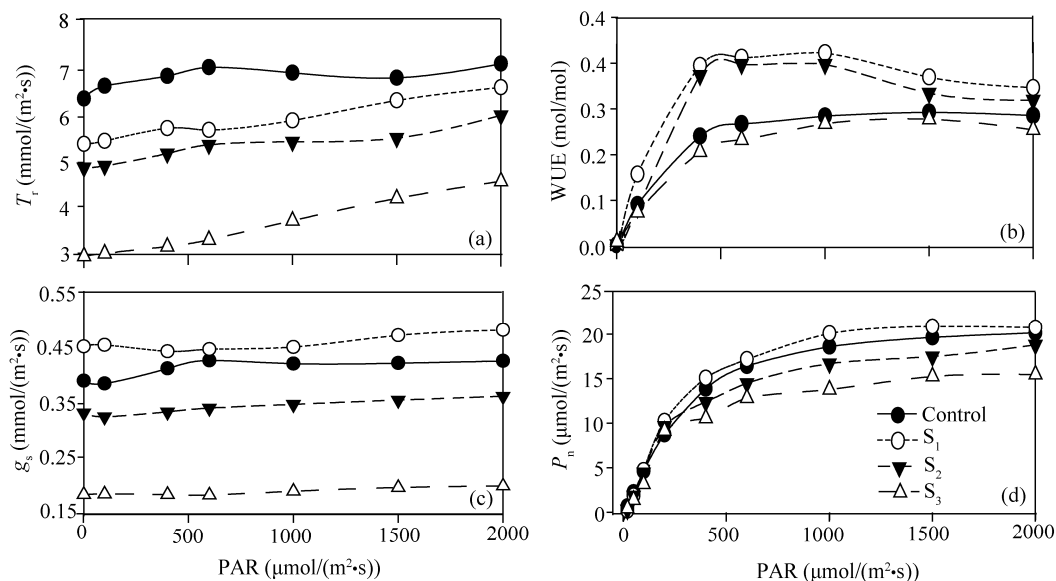 8
7
6
5
4
3
Tr (mmol/(m²•s))
(a)
0.4
0.4
0.3
0.2
0.1
0.0
WUE (mol/mol)
(b)
0.55
0.45
0.35
0.19
0.15
gs (mmol/(m²•s))
(c)
0 500 1000 1500 2000
PAR (μmol/(m²•s))
25
20
15
10
5
0
Pn (μmol/(m²•s))
Control
S1
S2
S3
(d)
0 500 1000 1500 2000
PAR (μmol/(m²•s))